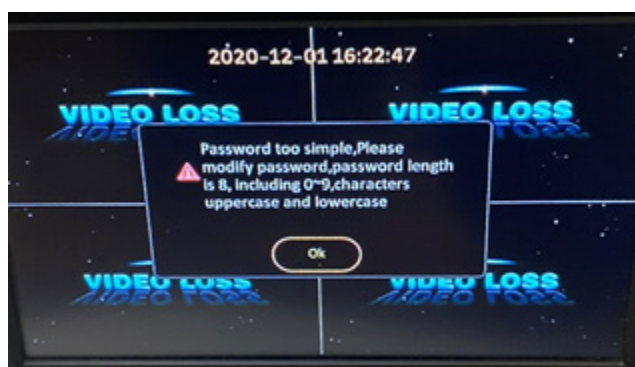 2020-12-01 16:22:47
VIDEO LOSS
VIDEO LOSS
Password too simple,Please
modify password,password length
is 8, including 0~9,characters
uppercase and lowercase
Ok
VIDEO LOSS
VIDEO LOSS